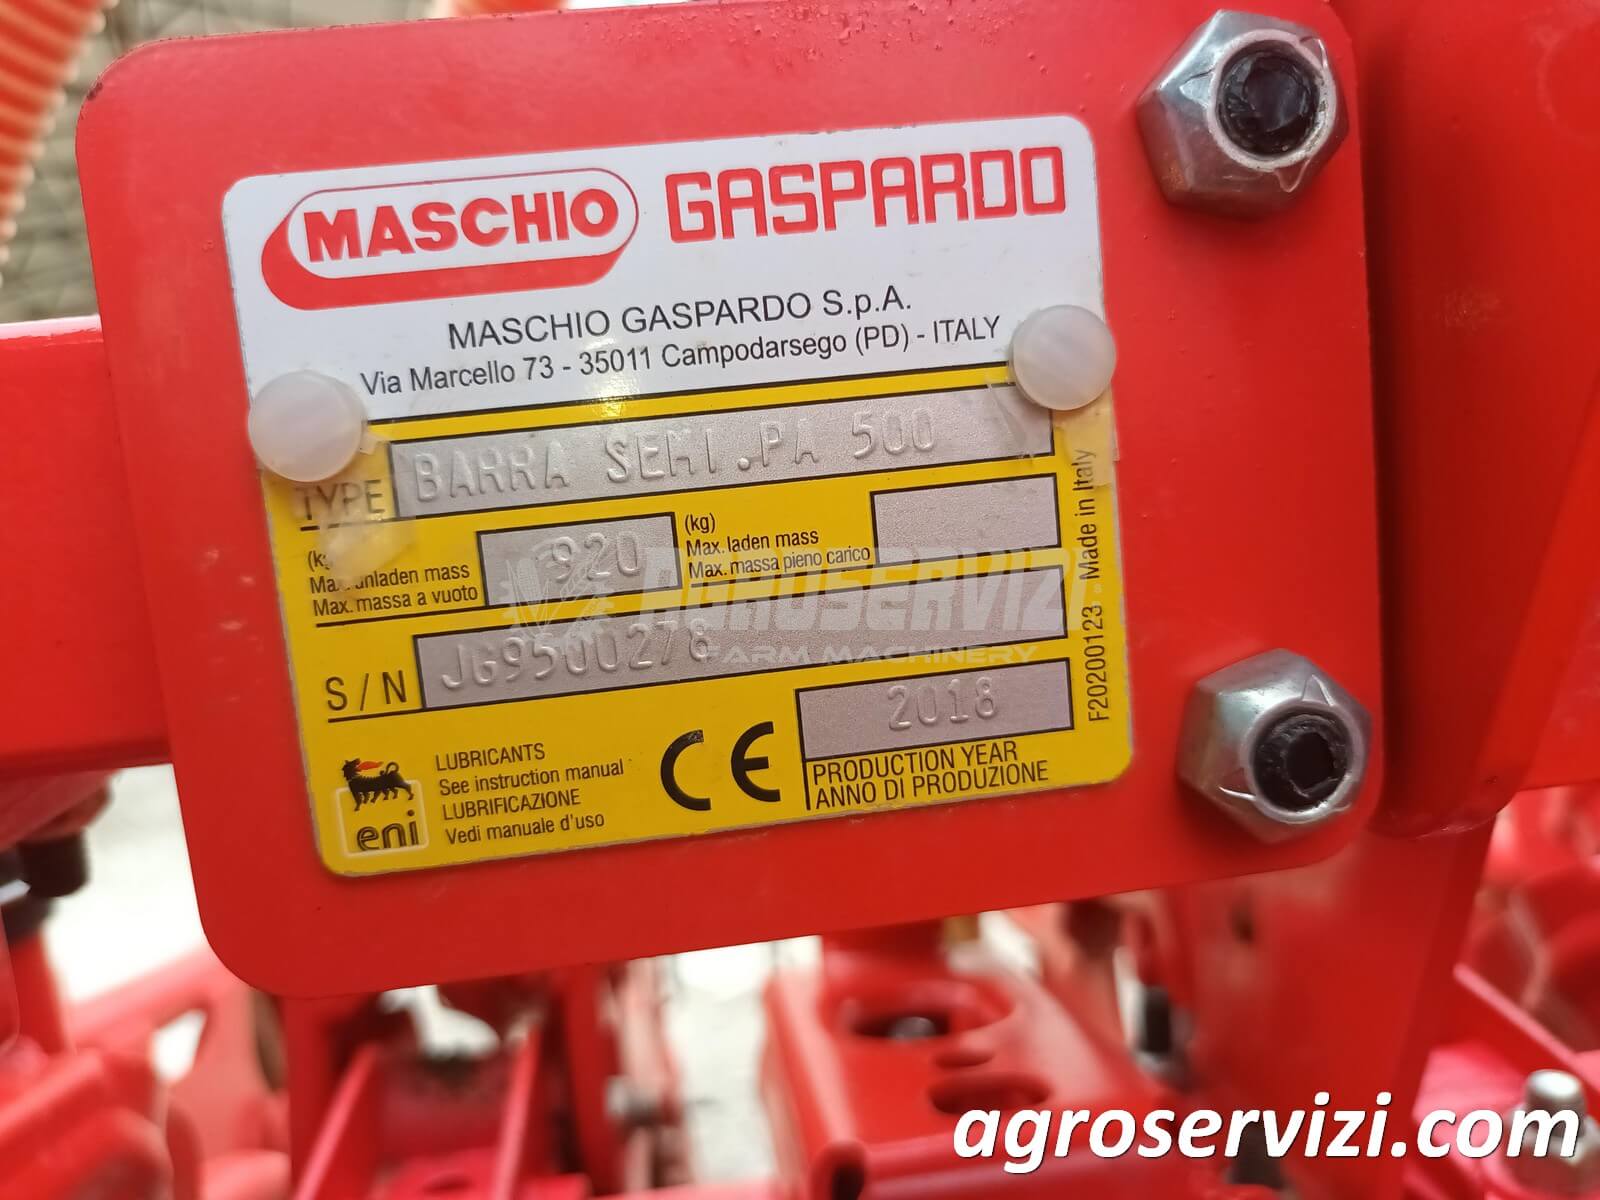 MASCHIO GASPARDO
MASCHIO GASPARDO S.p.A.
Via Marcello 73 - 35011 Campodarsego (PD) - ITALY
TYPE BARRA SEMI.PA 500
(kg)
Max. unladen mass
Max. massa a vuoto
920
(kg)
Max. laden mass
Max. massa pieno carico
S/N JG9500278
2018
PRODUCTION YEAR
ANNO DI PRODUZIONE
CE
eni
LUBRICANTS
See instruction manual
LUBRIFICAZIONE
Vedi manuale d'uso
F20200123 Made in Italy
AGROSERVIZI
FARM MACHINERY
agroservizi.com